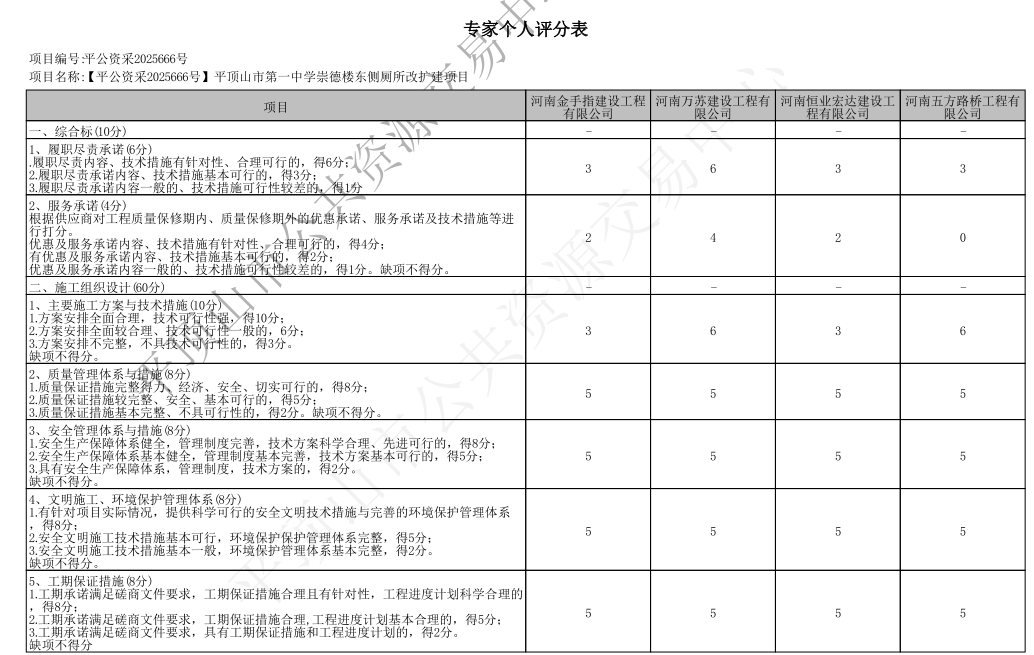 专家个人评分表
项目编号:平公资采2025666号
项目名称:【平公资采2025666号】平顶山市第一中学崇德楼东侧厕所改扩建项目
项目 河南金手指建设工程有限公司 河南万苏建设工程有限公司 河南恒业宏达建设工程有限公司 河南五方路桥工程有限公司
一、综合标(10分) － － － －
1、履职尽责承诺(6分)
.履职尽责内容、技术措施有针对性、合理可行的，得6分；
2.履职尽责承诺内容、技术措施基本可行的，得3分；
3.履职尽责承诺内容一般的、技术措施可行性较差的，得1分
3 6 3 3
2、服务承诺(4分)
根据供应商对工程质量保修期内、质量保修期外的优惠承诺、服务承诺及技术措施等进
行打分。
优惠及服务承诺内容、技术措施有针对性、合理可行的，得4分；
有优惠及服务承诺内容、技术措施基本可行的，得2分；
优惠及服务承诺内容一般的、技术措施可行性较差的，得1分。缺项不得分。
2 4 2 0
二、施工组织设计(60分) － － － －
1、主要施工方案与技术措施(10分)
1.方案安排全面合理，技术可行性强，得10分；
2.方案安排全面较合理、技术可行性一般的，6分；
3.方案安排不完整，不具技术可行性的，得3分。
缺项不得分。
3 6 3 6
2、质量管理体系与措施(8分)
1.质量保证措施完整得力、经济、安全、切实可行的，得8分；
2.质量保证措施较完整、安全、基本可行的，得5分；
3.质量保证措施基本完整、不具可行性的，得2分。缺项不得分。
5 5 5 5
3、安全管理体系与措施(8分)
1.安全生产保障体系健全，管理制度完善，技术方案科学合理、先进可行的，得8分；
2.安全生产保障体系基本健全，管理制度基本完善，技术方案基本可行的，得5分；
3.具有安全生产保障体系，管理制度，技术方案的，得2分。
缺项不得分。
5 5 5 5
4、文明施工、环境保护管理体系(8分)
1.有针对项目实际情况，提供科学可行的安全文明技术措施与完善的环境保护管理体系
，得8分；
2.安全文明施工技术措施基本可行，环境保护保护管理体系完整，得5分；
3.安全文明施工技术措施基本一般，环境保护管理体系基本完整，得2分。
缺项不得分。
5 5 5 5
5、工期保证措施(8分)
1.工期承诺满足磋商文件要求，工期保证措施合理且有针对性，工程进度计划科学合理的
，得8分；
2.工期承诺满足磋商文件要求，工期保证措施合理,工程进度计划基本合理的，得5分；
3.工期承诺满足磋商文件要求，具有工期保证措施和工程进度计划的，得2分。
缺项不得分
5 5 5 5
平顶山市公共资源交易中心
平顶山市公共资源交易中心